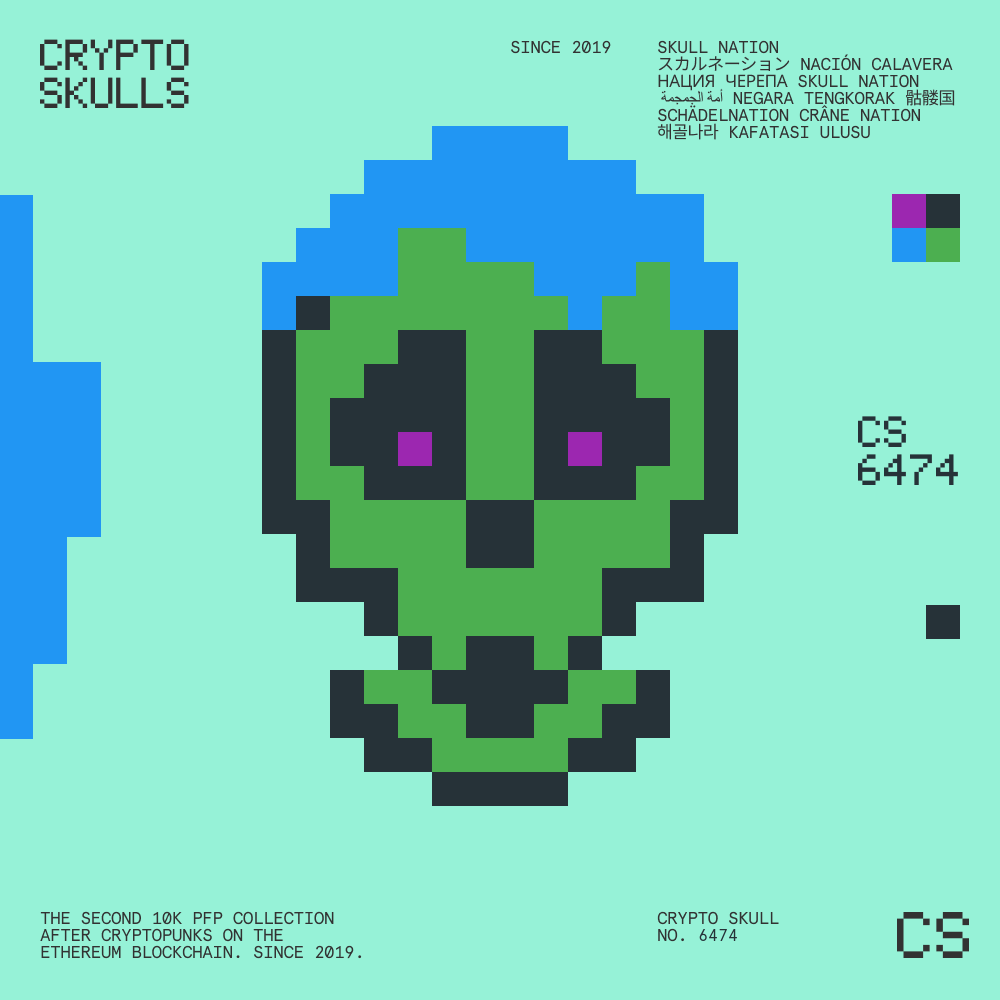 CRYPTO
SKULLS
SINCE 2019
SKULL NATION
スカルネーション NACIÓN CALAVERA
НАЦИЯ ЧЕРЕПА SKULL NATION
أمة الجمجمة NEGARA TENGKORAK 骷髅国
SCHÄDELNATION CRÂNE NATION
해골나라 KAFATASI ULUSU
CS
6474
THE SECOND 10K PFP COLLECTION
AFTER CRYPTOPUNKS ON THE
ETHEREUM BLOCKCHAIN. SINCE 2019.
CRYPTO SKULL
NO. 6474
CS